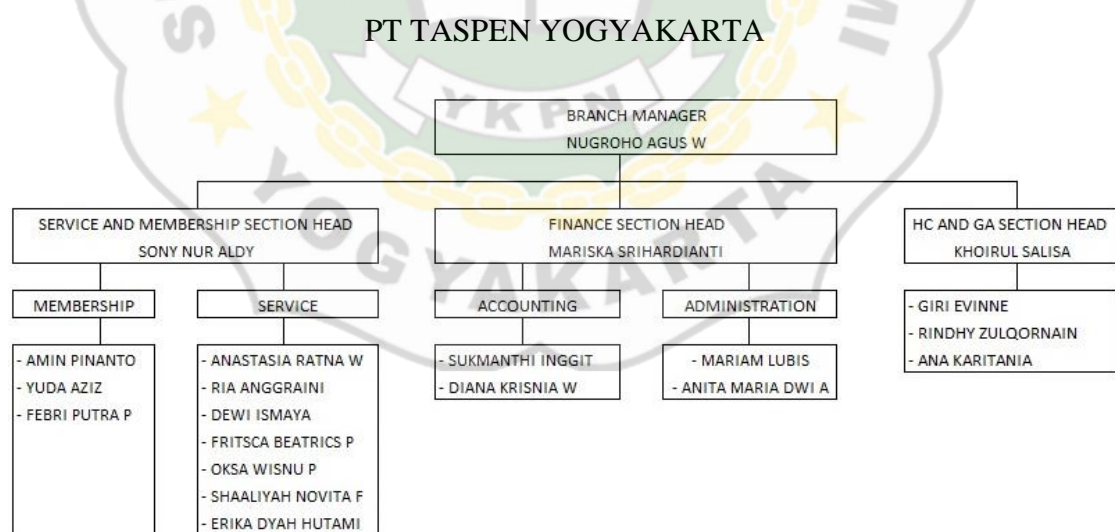 PT TASPEN YOGYAKARTA
YKPN
YOGYAKARTA
BRANCH MANAGER
NUGROHO AGUS W
SERVICE AND MEMBERSHIP SECTION HEAD
SONY NUR ALDY
FINANCE SECTION HEAD
MARISKA SRIHARDIANTI
HC AND GA SECTION HEAD
KHOIRUL SALISA
MEMBERSHIP
- AMIN PINANTO
- YUDA AZIZ
- FEBRI PUTRA P
SERVICE
- ANASTASIA RATNA W
- RIA ANGGRAINI
- DEWI ISMAYA
- FRITSCA BEATRICS P
- OKSA WISNU P
- SHAALIYAH NOVITA F
- ERIKA DYAH HUTAMI
ACCOUNTING
- SUKMANTHI INGGIT
- DIANA KRISNIA W
ADMINISTRATION
- MARIAM LUBIS
- ANITA MARIA DWI A
- GIRI EVINNE
- RINDHY ZULQORNAIN
- ANA KARITANIA